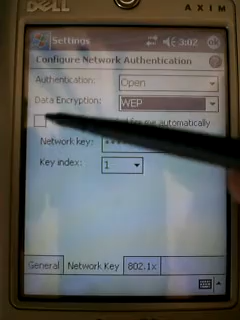 DELL AXIM
Settings 3:02 ok
Configure Network Authentication
Authentication: Open
Data Encryption: WEP
for me automatically
Network key: ****
Key index: 1
General Network Key 802.1x